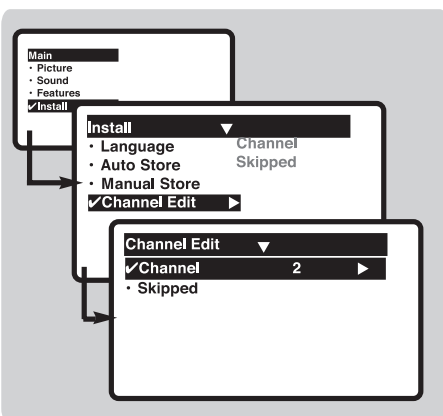 Main
· Picture
· Sound
· Features
✔Install
Install ▼
· Language Channel
· Auto Store Skipped
· Manual Store
✔Channel Edit ▶
Channel Edit ▼
✔Channel 2 ▶
· Skipped